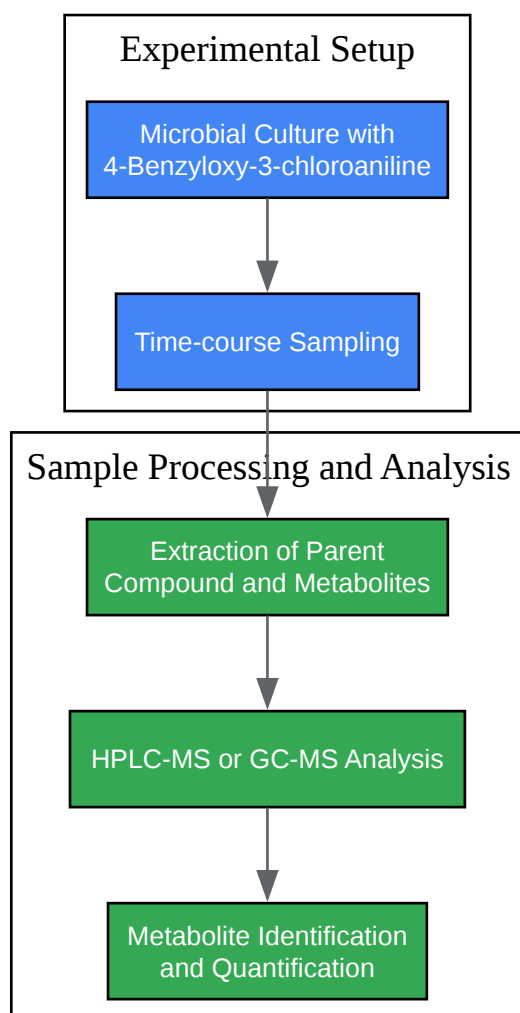 Experimental Setup
Microbial Culture with
4-Benzyloxy-3-chloroaniline
Time-course Sampling
Sample Processing and Analysis
Extraction of Parent
Compound and Metabolites
HPLC-MS or GC-MS Analysis
Metabolite Identification
and Quantification